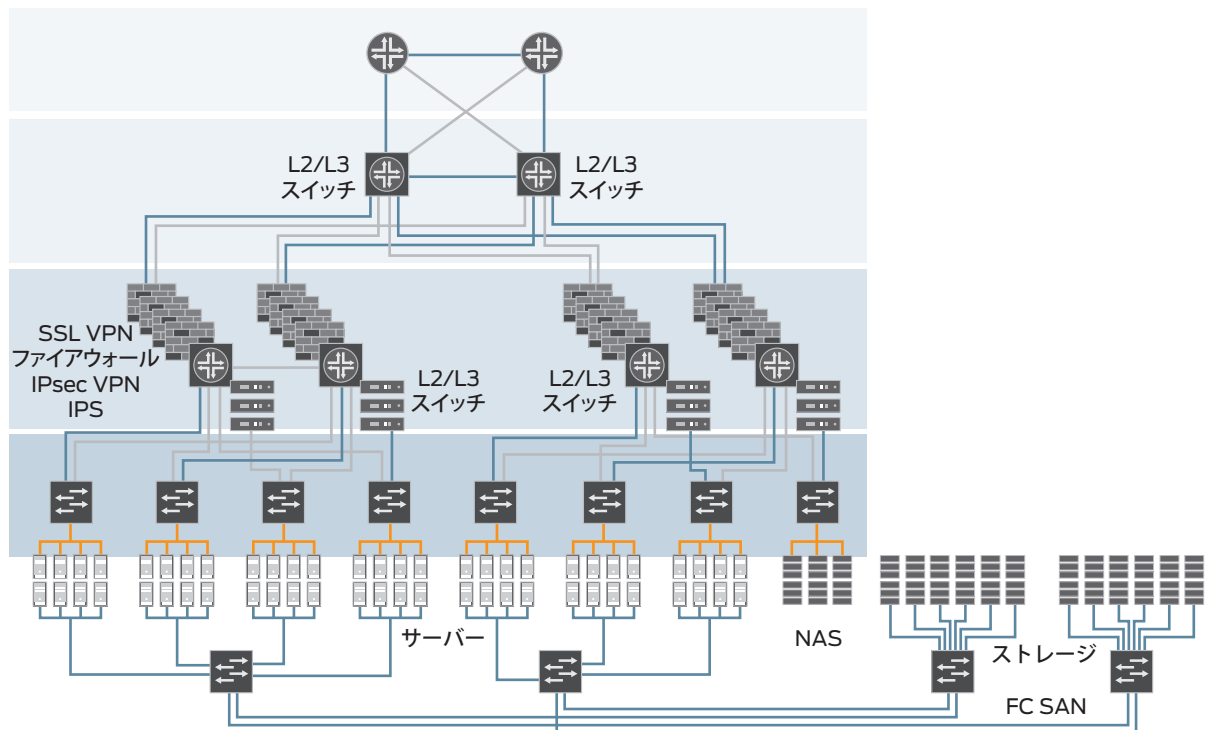 L2/L3
スイッチ
L2/L3
スイッチ
SSL VPN
ファイアウォール
IPsec VPN
IPS
L2/L3
スイッチ
L2/L3
スイッチ
サーバー
NAS
ストレージ
FC SAN